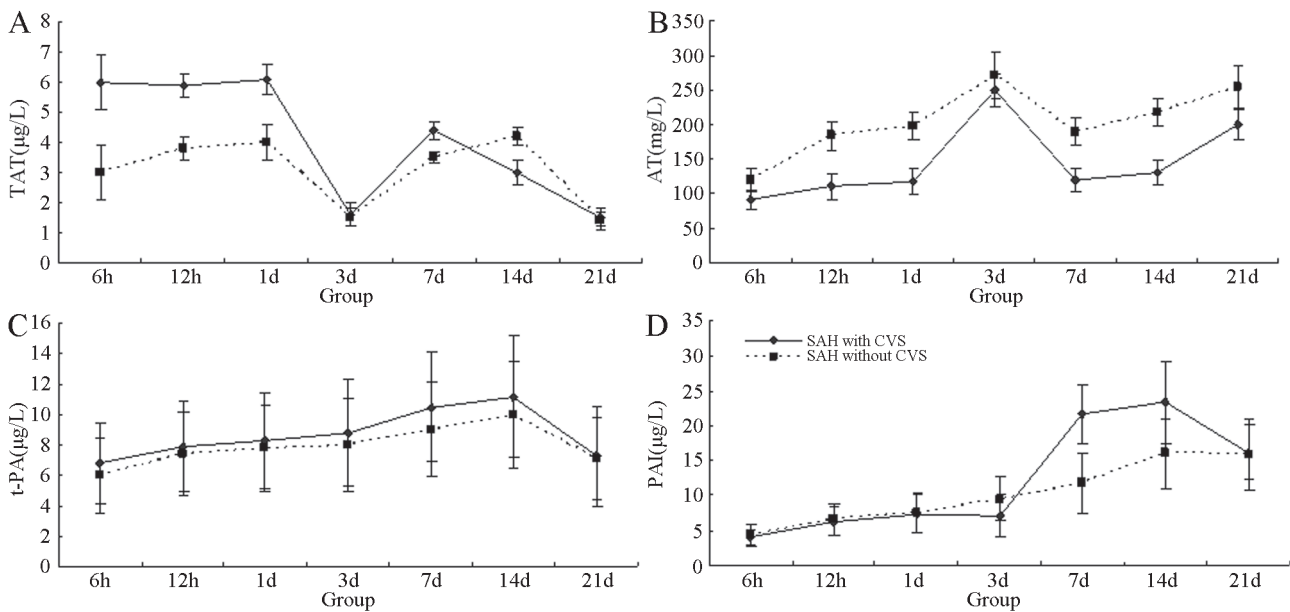 A
TAT(μg/L)
8
7
6
5
4
3
2
1
0
6h 12h 1d 3d 7d 14d 21d
Group
B
AT(mg/L)
350
300
250
200
150
100
50
0
6h 12h 1d 3d 7d 14d 21d
Group
C
t-PA(μg/L)
16
14
12
10
8
6
4
2
0
6h 12h 1d 3d 7d 14d 21d
Group
D
PAI(μg/L)
35
30
25
20
15
10
5
0
SAH with CVS
SAH without CVS
6h 12h 1d 3d 7d 14d 21d
Group